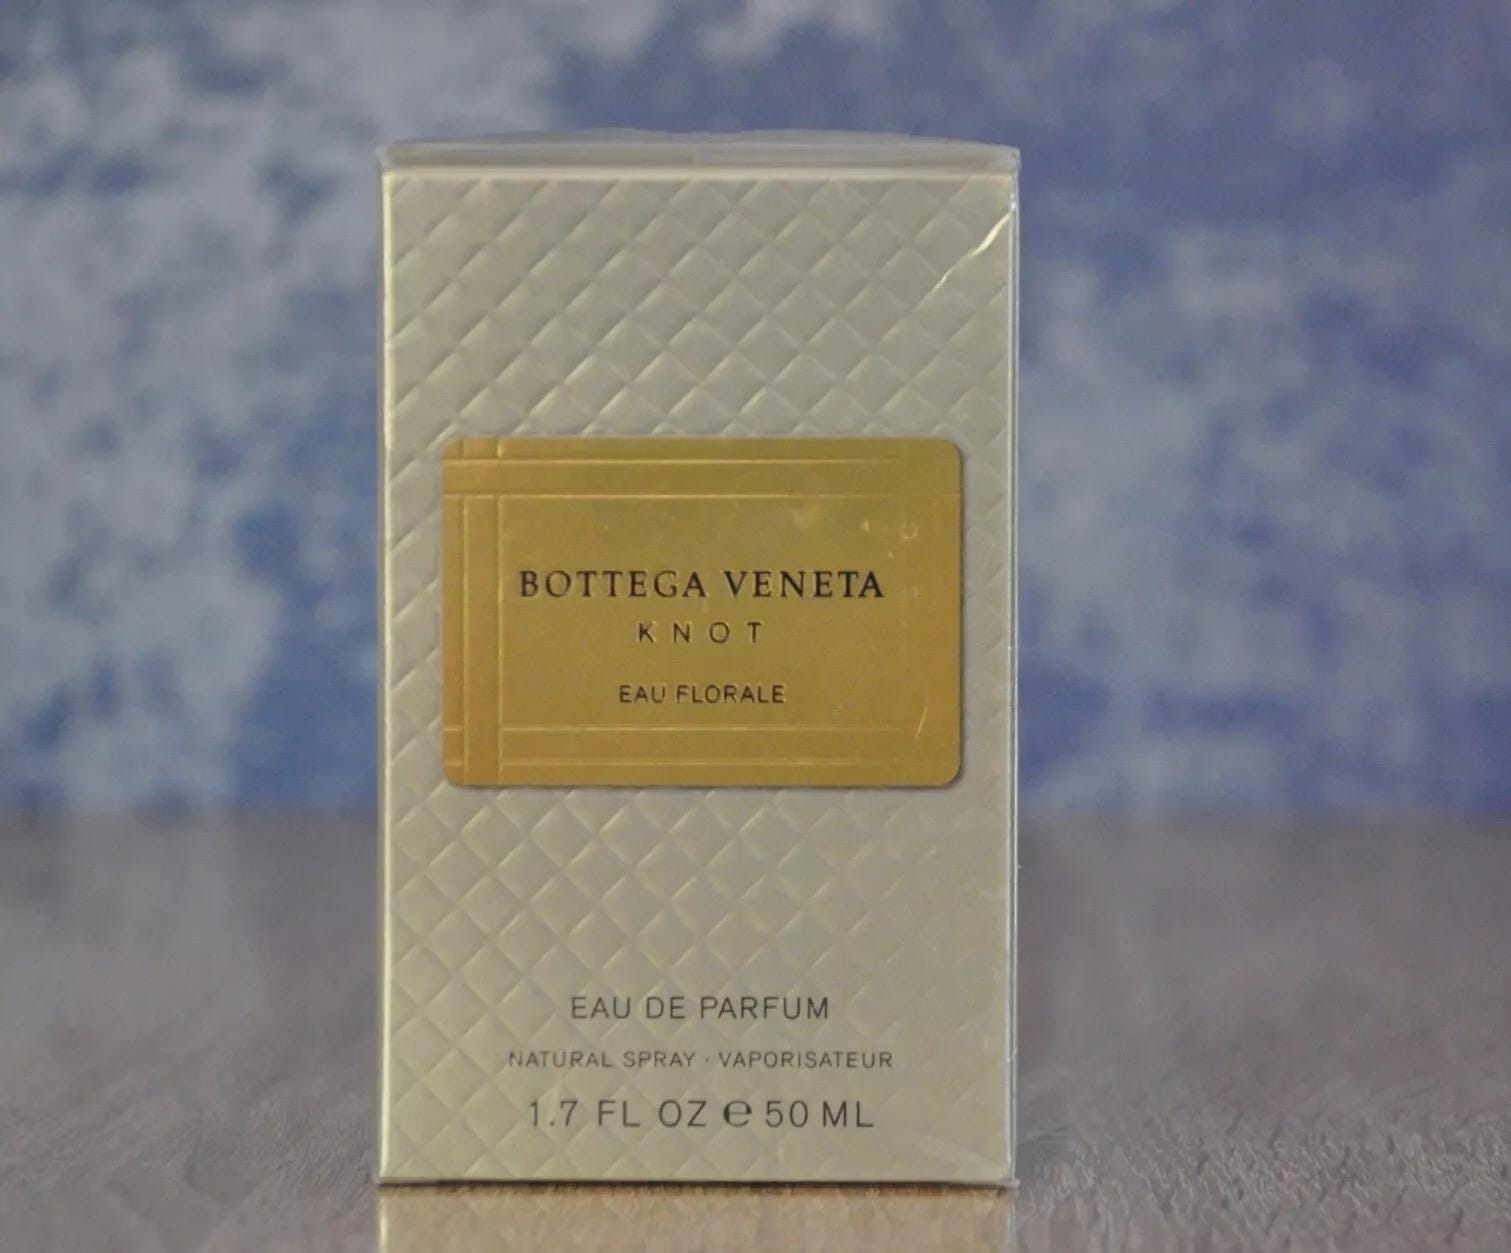 BOTTEGA VENETA
KNOT
EAU FLORALE
EAU DE PARFUM
NATURAL SPRAY · VAPORISATEUR
1.7 FL OZ ℮ 50 ML